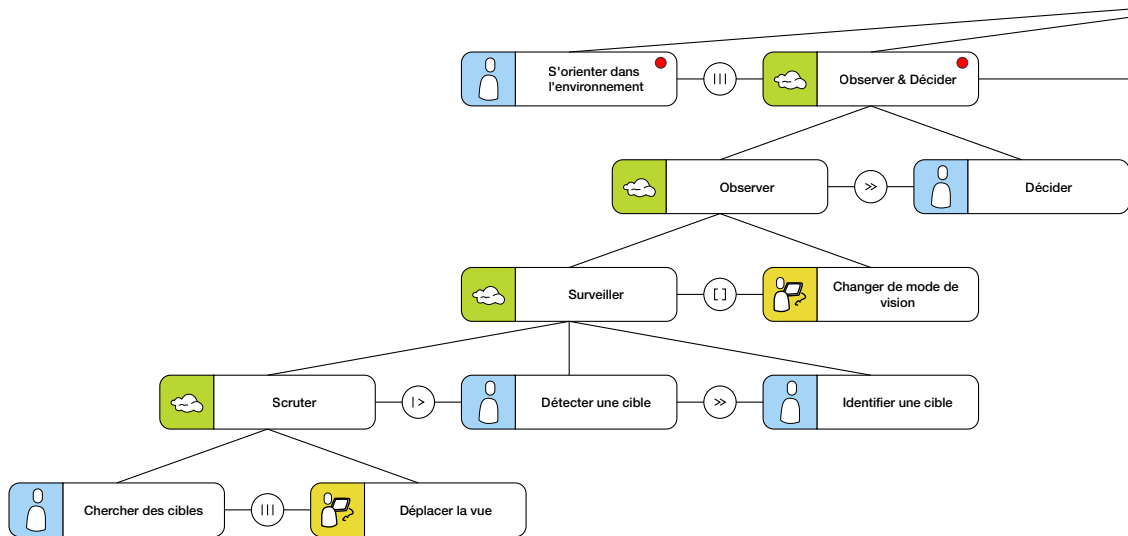 S'orienter dans
l'environnement
|||
Observer & Décider
Observer
>>
Décider
Surveiller
[ ]
Changer de mode de
vision
Scruter
|>
Détecter une cible
>>
Identifier une cible
Chercher des cibles
|||
Déplacer la vue